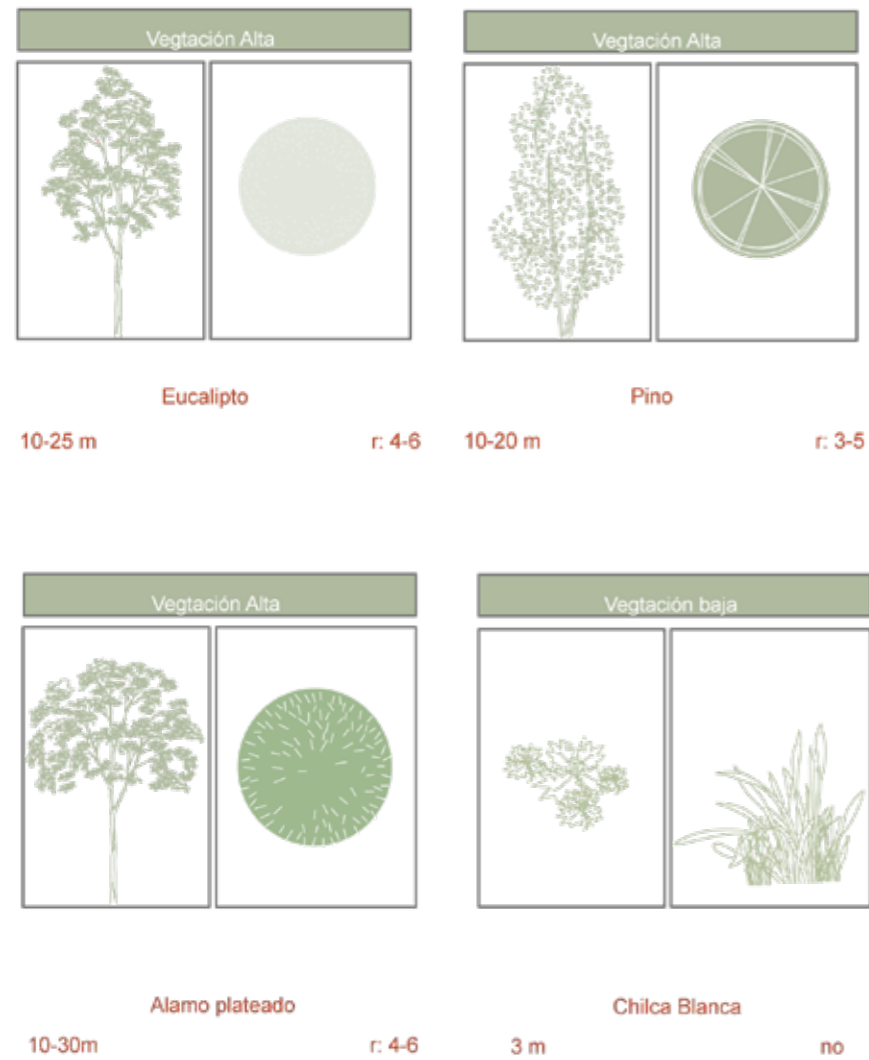 Vegtación Alta
Eucalipto
10-25 m r: 4-6
Vegtación Alta
Pino
10-20 m r: 3-5
Vegtación Alta
Alamo plateado
10-30m r: 4-6
Vegtación baja
Chilca Blanca
3 m no